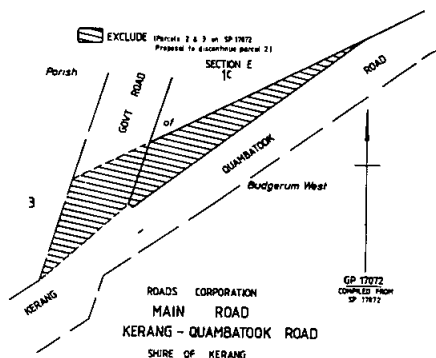 EXCLUDE (Parcels 2 & 3 on SP 17072
Proposal to discontinue parcel 2)
Parish
SECTION E
1C
GOVT ROAD
of
ROAD
QUAMBATOOK
Budgerum West
3
KERANG
GP 17072
COMPILED FROM
SP 17072
ROADS CORPORATION
MAIN ROAD
KERANG - QUAMBATOOK ROAD
SHIRE OF KERANG